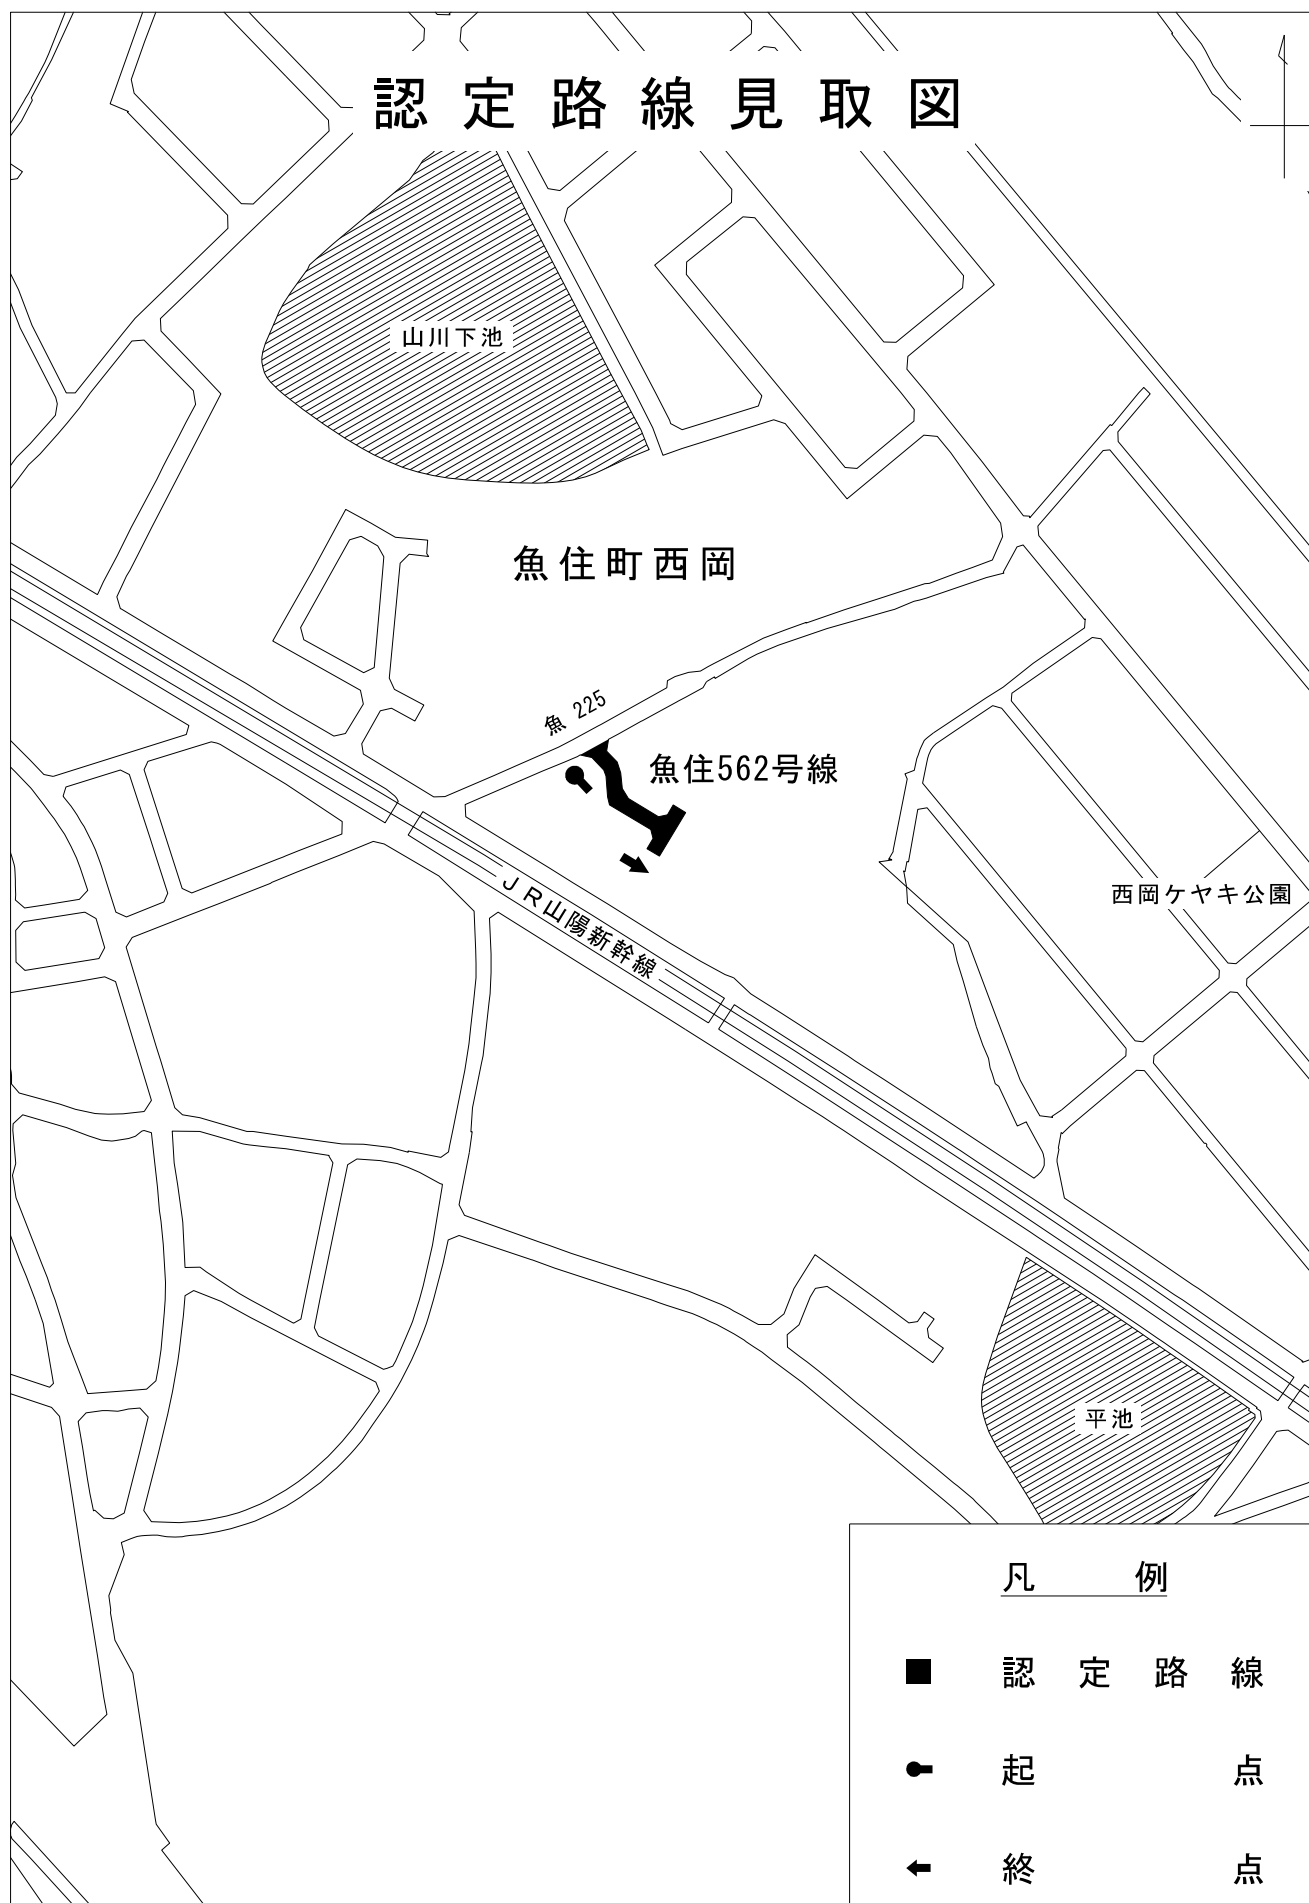 認定路線見取図
山川下池
魚住町西岡
魚 225
魚住562号線
西岡ケヤキ公園
JR山陽新幹線
平池
凡例
認定路線
起点
終点